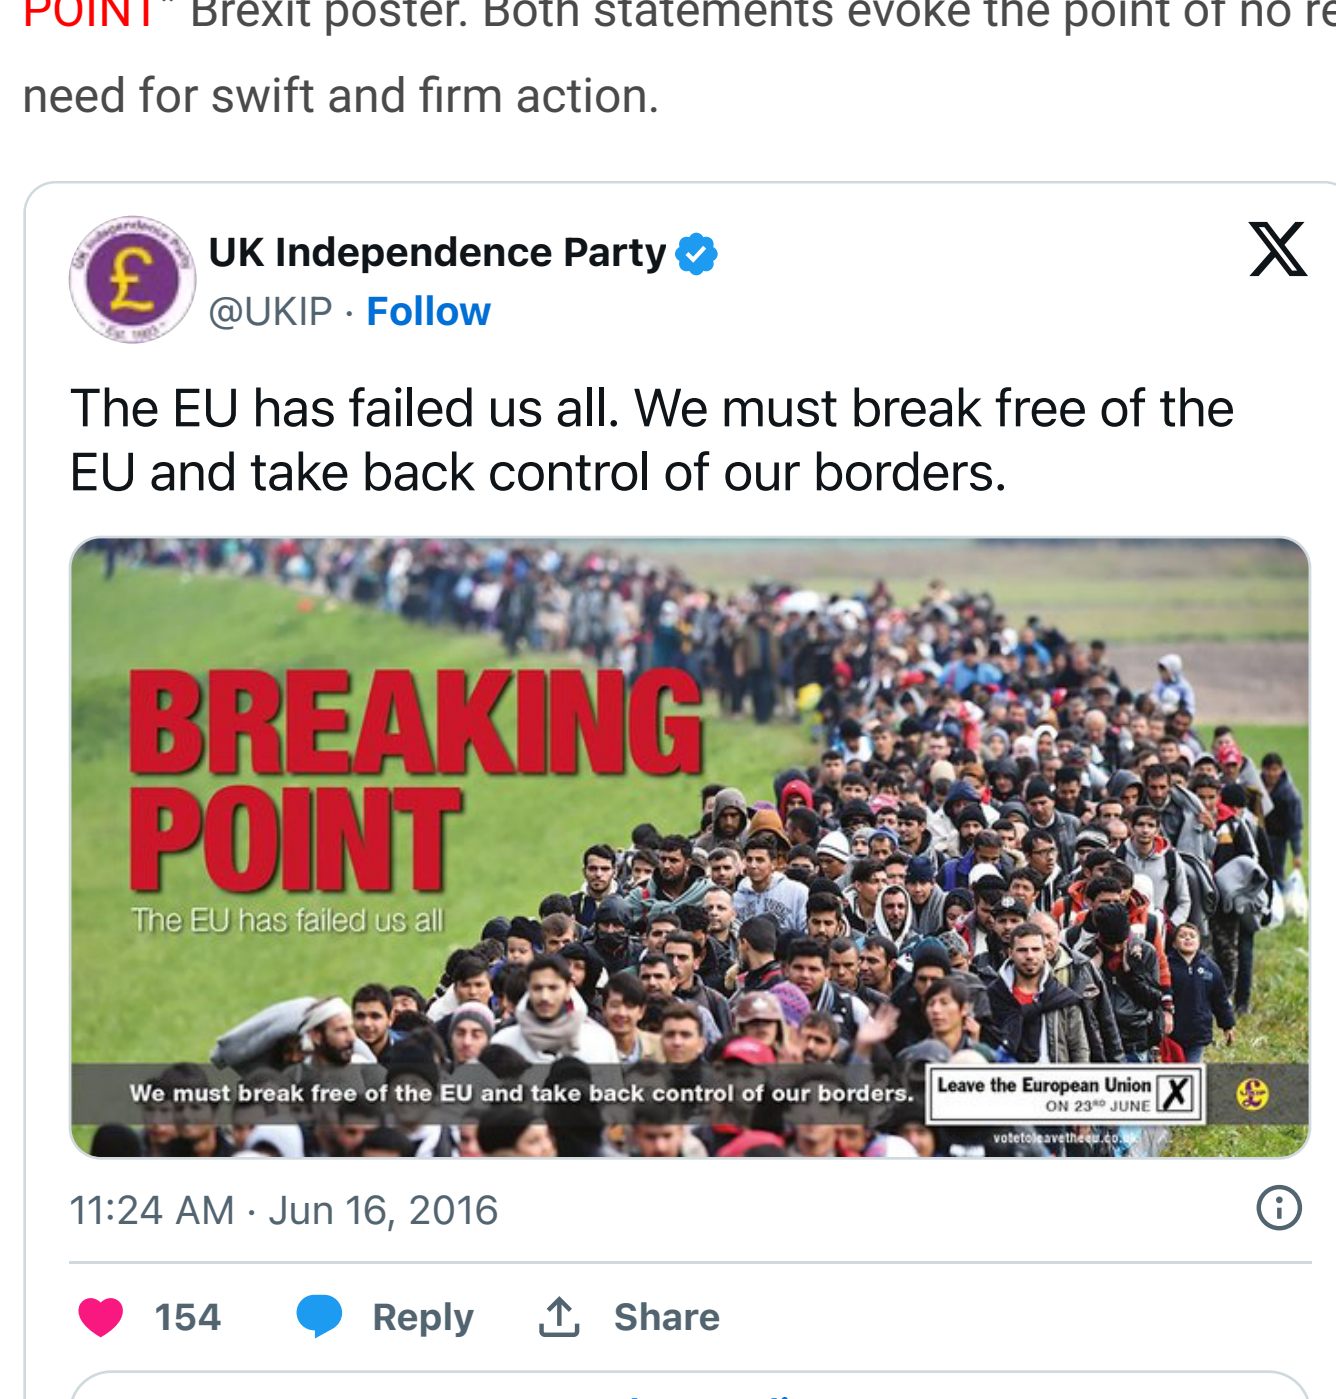 POINT" Brexit poster. Both statements evoke the point of no re
need for swift and firm action.
UK Independence Party
@UKIP · Follow
The EU has failed us all. We must break free of the
EU and take back control of our borders.
BREAKING
POINT
The EU has failed us all
We must break free of the EU and take back control of our borders.
Leave the European Union
ON 23RD JUNE
votetoleavetheeu.co.uk
11:24 AM · Jun 16, 2016
154 Reply Share